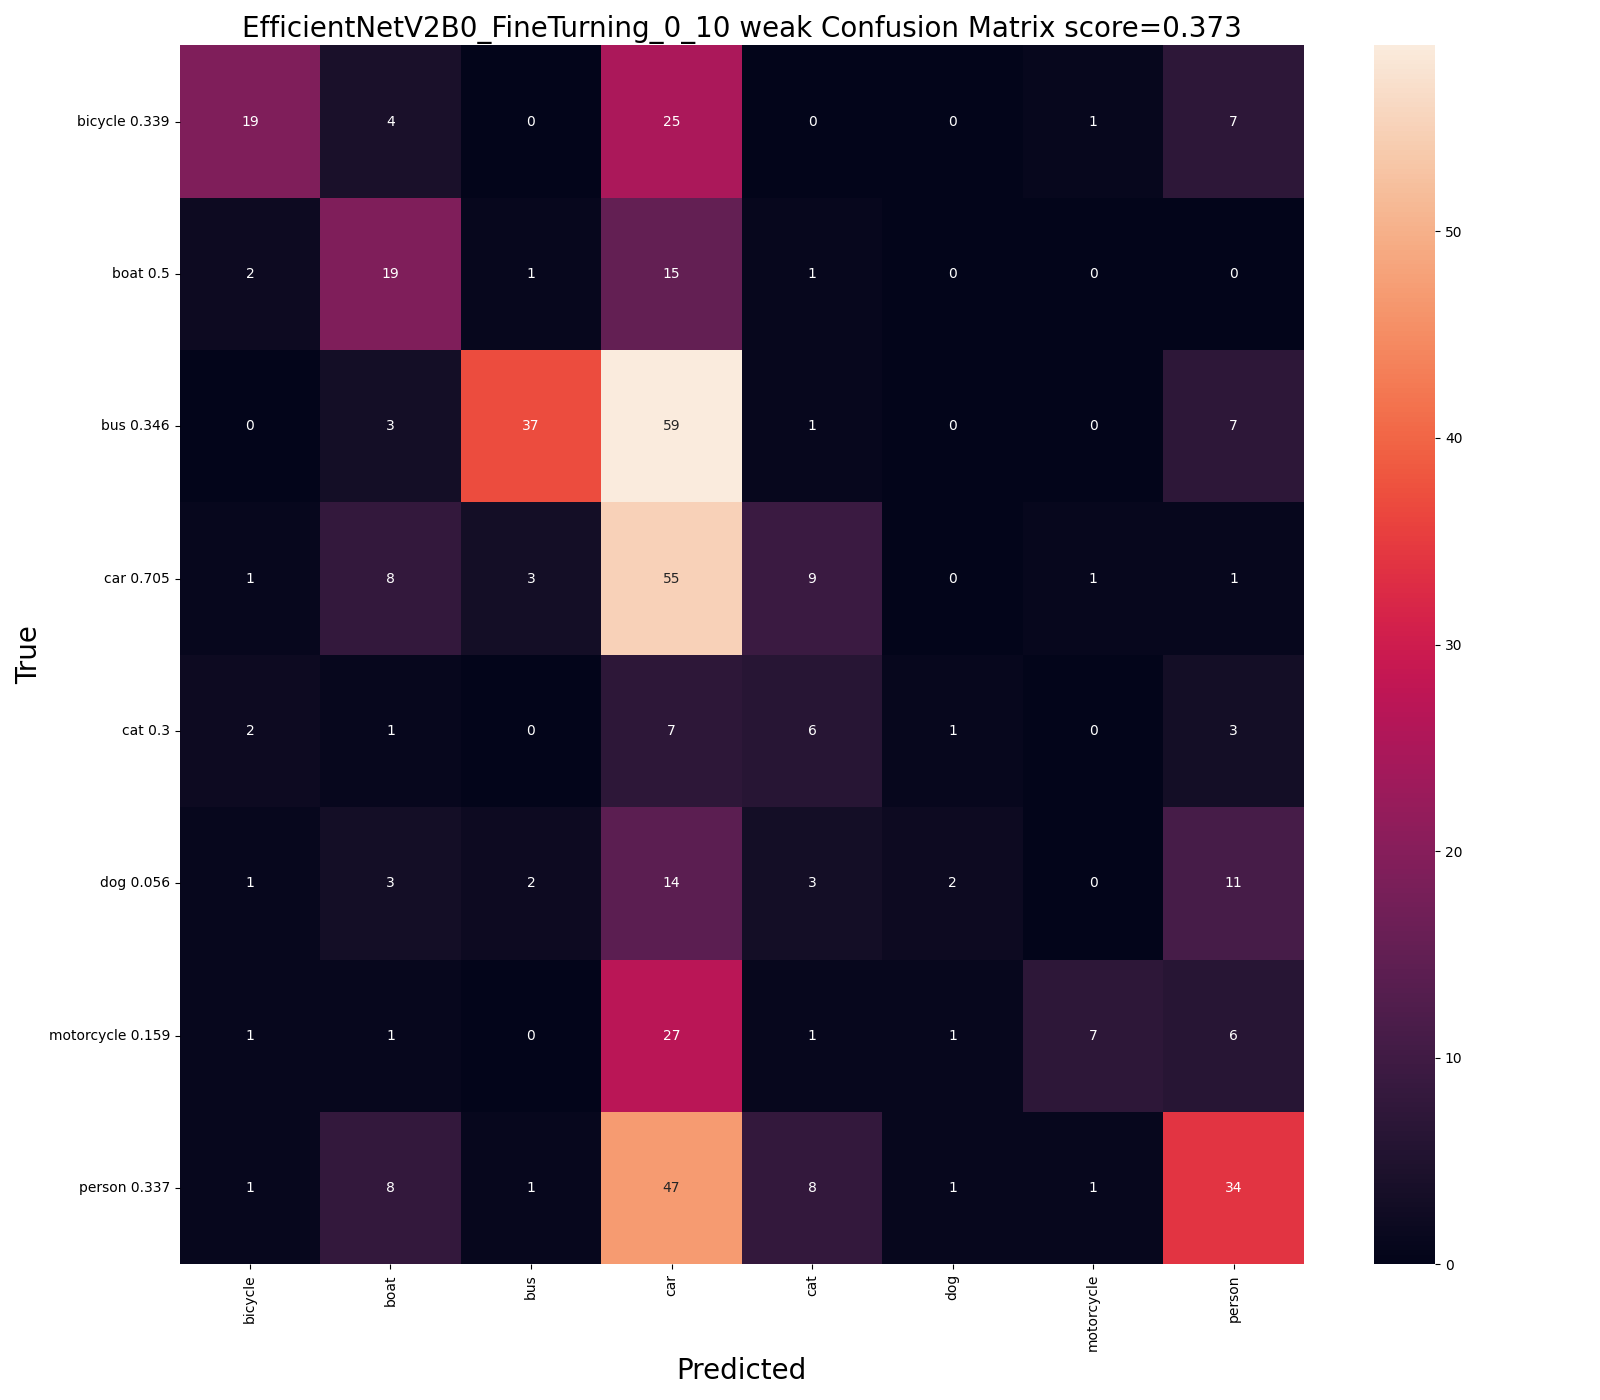 EfficientNetV2B0_FineTurning_0_10 weak Confusion Matrix score=0.373
True
bicycle 0.339 19 4 0 25 0 0 1 7
boat 0.5 2 19 1 15 1 0 0 0
bus 0.346 0 3 37 59 1 0 0 7
car 0.705 1 8 3 55 9 0 1 1
cat 0.3 2 1 0 7 6 1 0 3
dog 0.056 1 3 2 14 3 2 0 11
motorcycle 0.159 1 1 0 27 1 1 7 6
person 0.337 1 8 1 47 8 1 1 34
bicycle boat bus car cat dog motorcycle person
Predicted
50
40
30
20
10
0